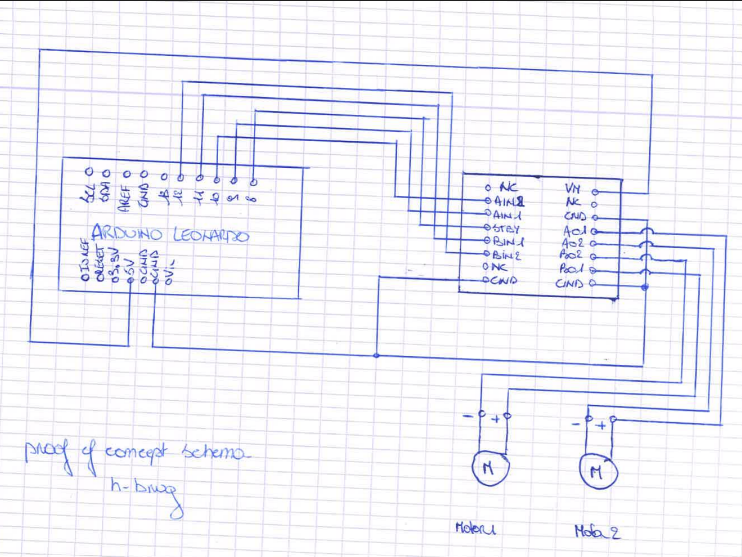 SCL
SDA
AREF
GND
13
12
11
10
9
8
ARDUINO LEONARDO
IOREF
RESET
3.3V
5V
GND
GND
Vin
NC
AIN2
AIN1
STBY
BIN1
BIN2
NC
GND
VM
NC
GND
AO1
AO2
BO2
BO1
GND
- +
- +
M
M
Motor1
Motor 2
proof of concept schema
h-brug